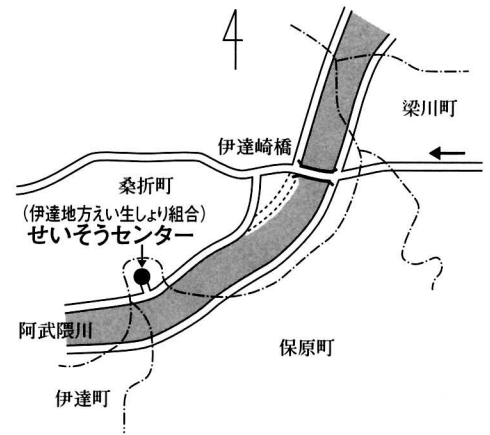 梁川町
伊達崎橋
桑折町
(伊達地方えい生しょり組合)
せいそうセンター
阿武隈川
保原町
伊達町